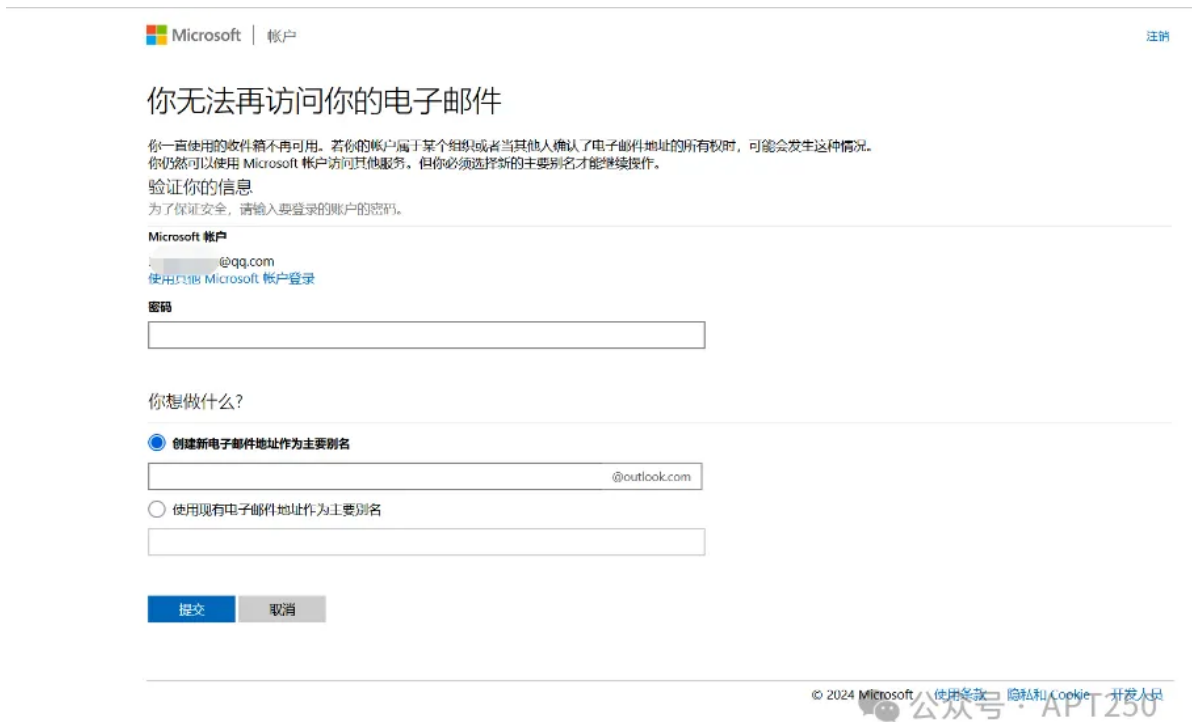 Microsoft | 帐户
注销
你无法再访问你的电子邮件
你一直使用的收件箱不再可用。若你的帐户属于某个组织或者当其他人确认了电子邮件地址的所有权时，可能会发生这种情况。
你仍然可以使用 Microsoft 帐户访问其他服务。但你必须选择新的主要别名才能继续操作。
验证你的信息
为了保证安全，请输入要登录的账户的密码。
Microsoft 帐户
@qq.com
使用其他 Microsoft 帐户登录
密码
你想做什么?
创建新电子邮件地址作为主要别名
@outlook.com
使用现有电子邮件地址作为主要别名
提交 取消
© 2024 Microsoft 使用条款 隐私和 Cookie 开发人员
公众号 · APT250